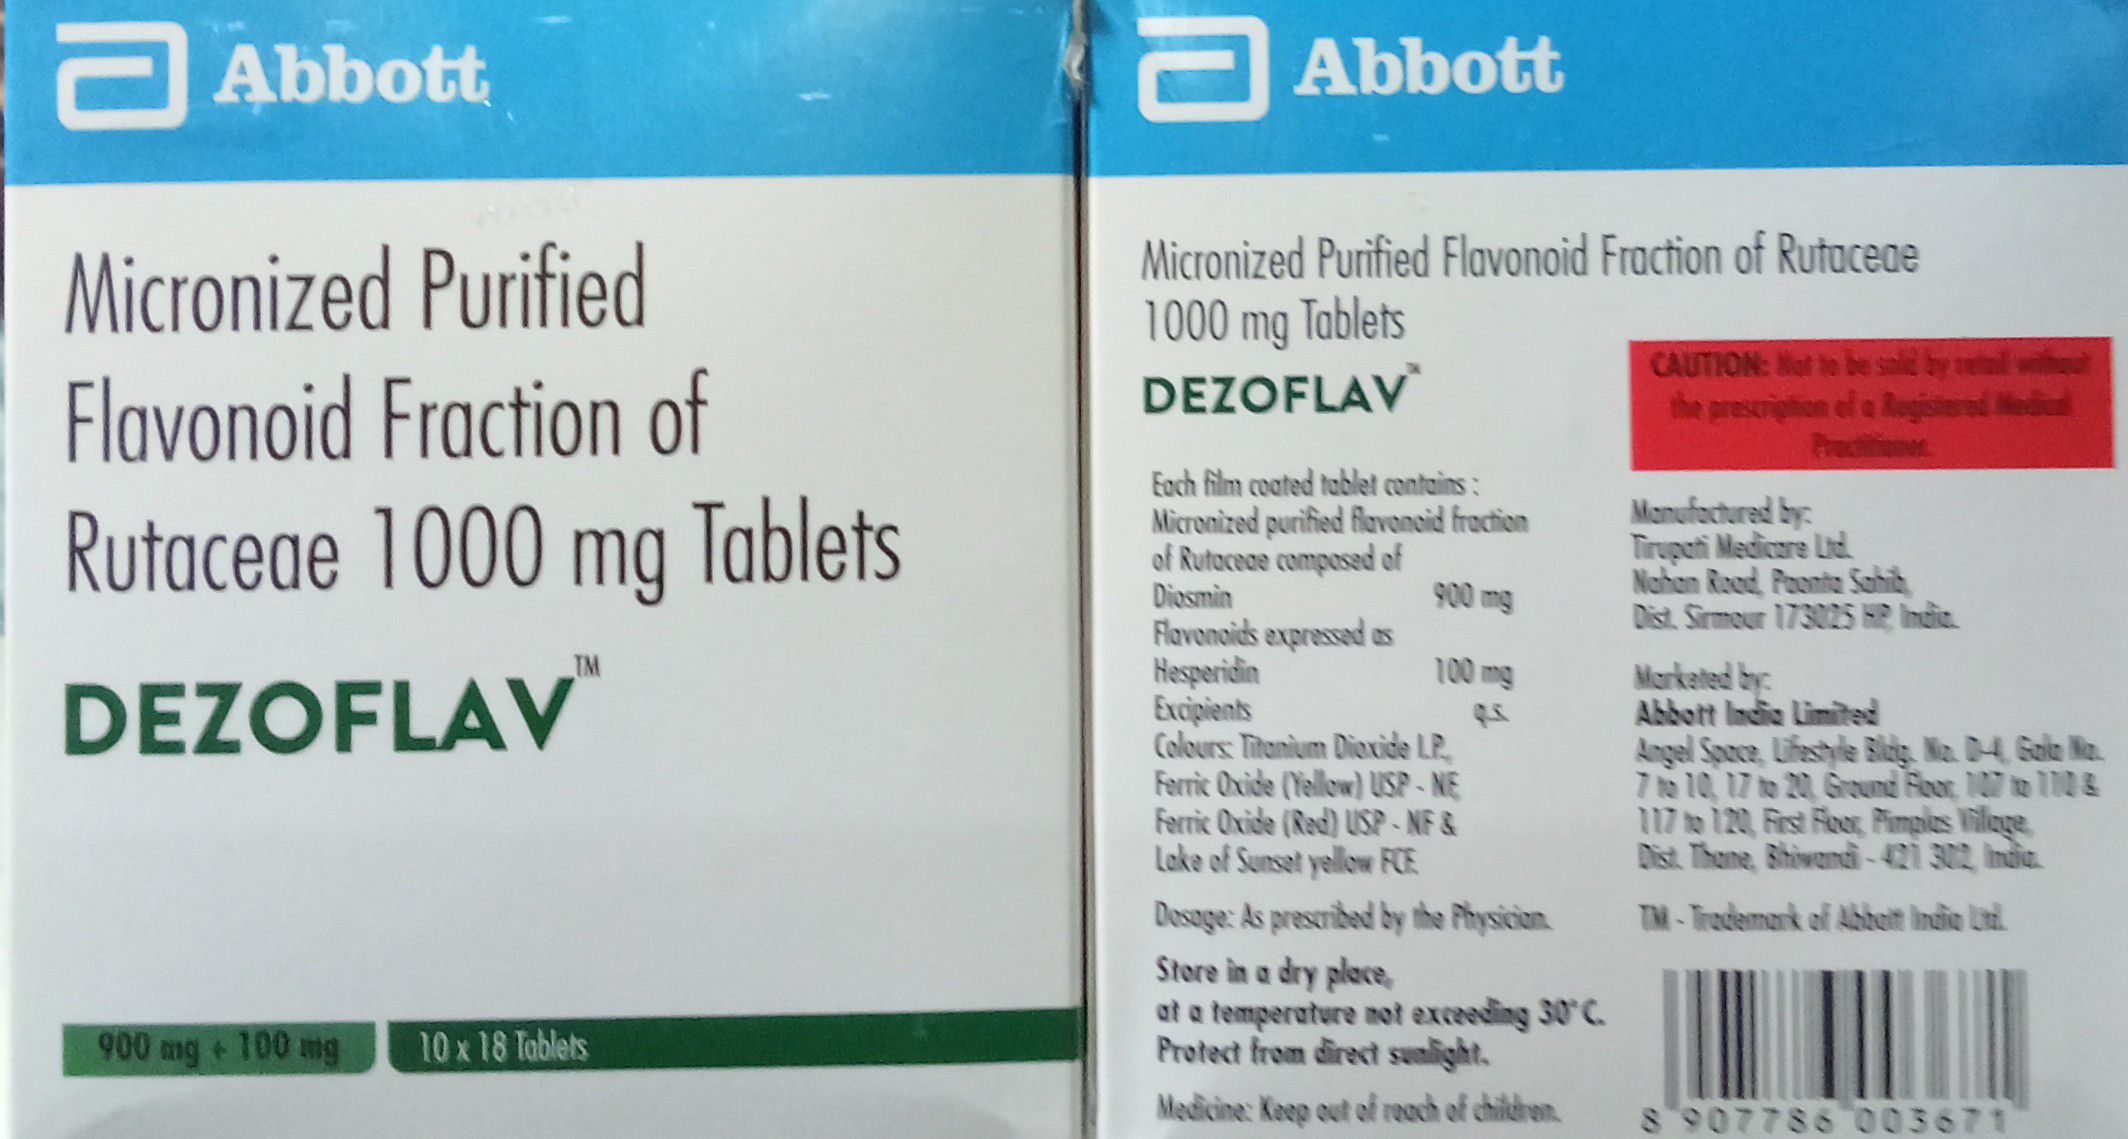 Abbott
Micronized Purified
Flavonoid Fraction of
Rutaceae 1000 mg Tablets
DEZOFLAV™
900 mg + 100 mg
10 x 18 Tablets
Abbott
Micronized Purified Flavonoid Fraction of Rutaceae
1000 mg Tablets
DEZOFLAV™
CAUTION: Not to be sold by retail without
the prescription of a Registered Medical
Practitioner.
Each film coated tablet contains :
Micronized purified flavonoid fraction
of Rutaceae composed of
Diosmin 900 mg
Flavonoids expressed as
Hesperidin 100 mg
Excipients q.s.
Colours: Titanium Dioxide I.P.,
Ferric Oxide (Yellow) USP - NF,
Ferric Oxide (Red) USP - NF &
Lake of Sunset yellow FCF.
Dosage: As prescribed by the Physician.
Store in a dry place,
at a temperature not exceeding 30°C.
Protect from direct sunlight.
Medicine: Keep out of reach of children.
Manufactured by:
Tirupati Medicare Ltd.
Nahan Road, Paonta Sahib,
Dist. Sirmour 173025 HP, India.
Marketed by:
Abbott India Limited
Angel Space, Lifestyle Bldg. No. D-4, Gala No.
7 to 10, 17 to 20, Ground Floor, 107 to 110 &
117 to 120, First Floor, Pimplas Village,
Dist. Thane, Bhiwandi - 421 302, India.
TM - Trademark of Abbott India Ltd.
8 907786 003671